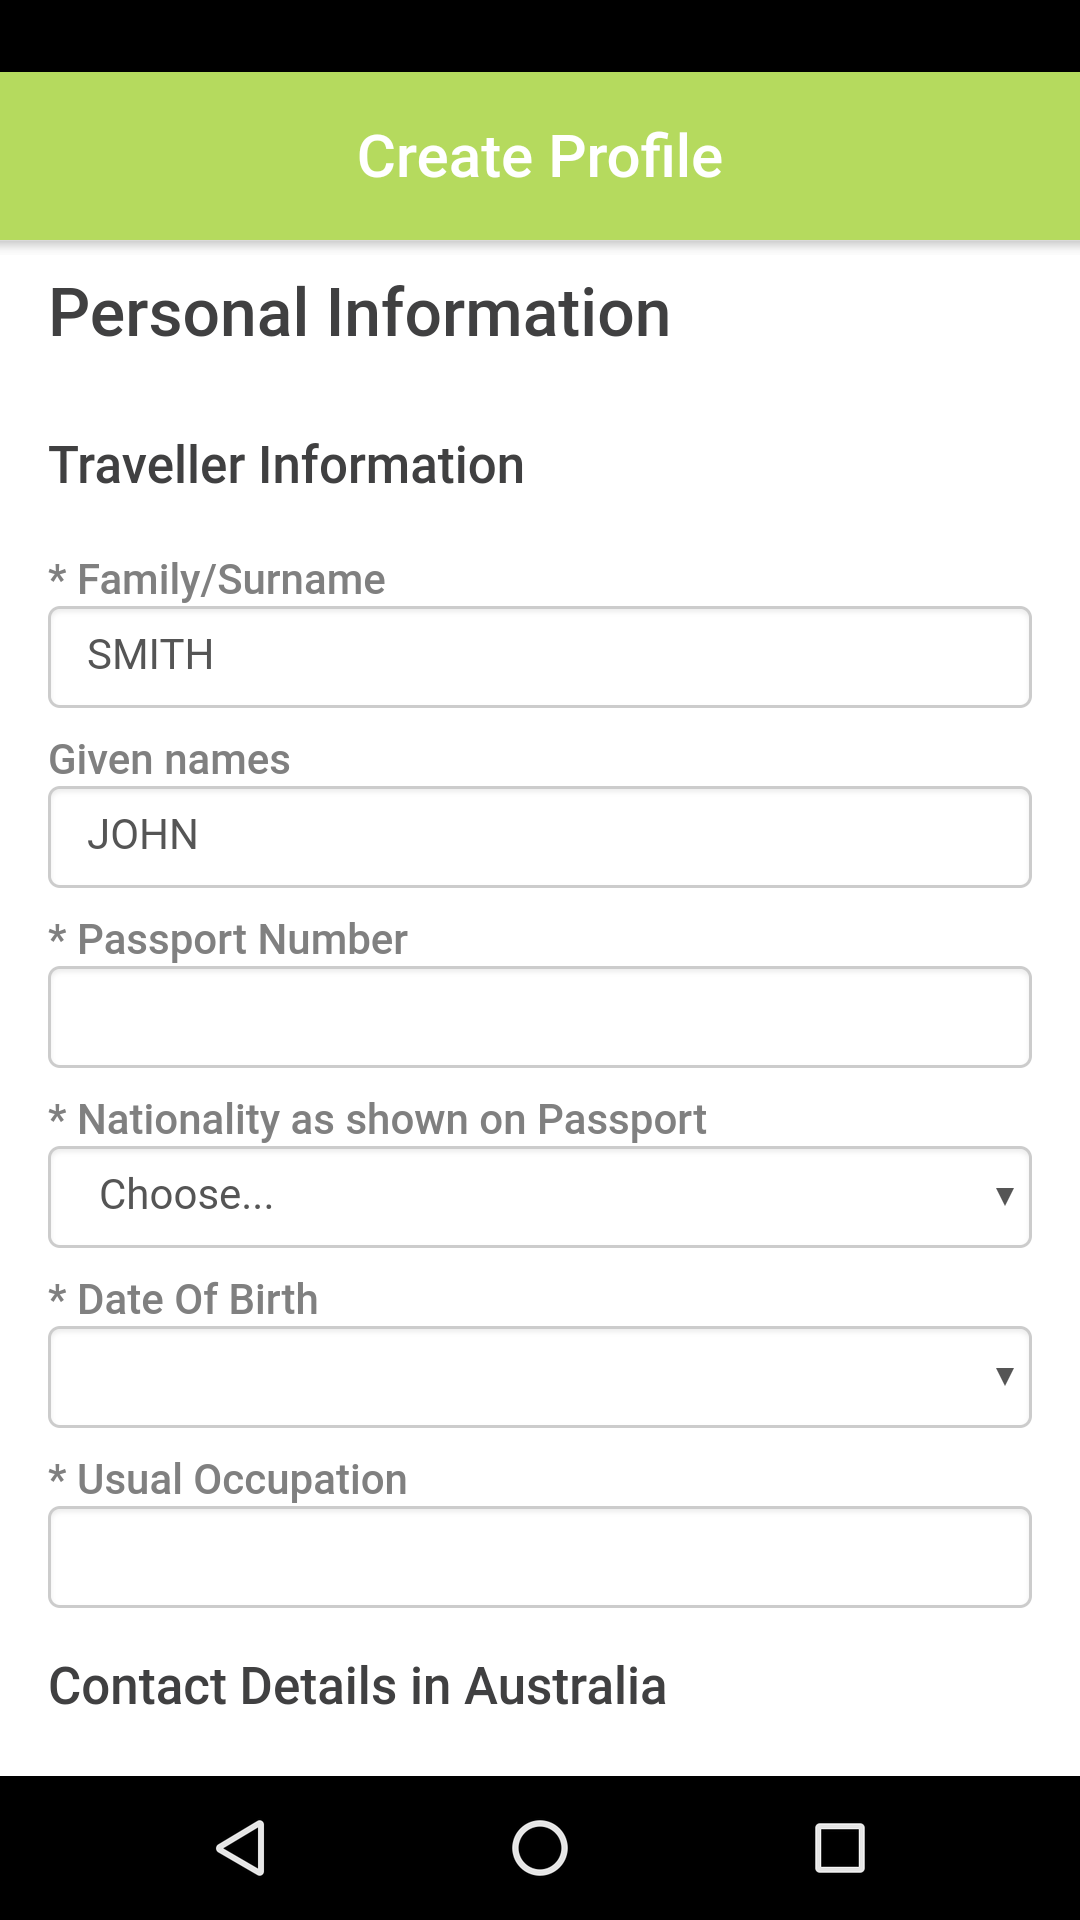 Create Profile
Personal Information
Traveller Information
* Family/Surname
SMITH
Given names
JOHN
* Passport Number
* Nationality as shown on Passport
Choose...
* Date Of Birth
* Usual Occupation
Contact Details in Australia